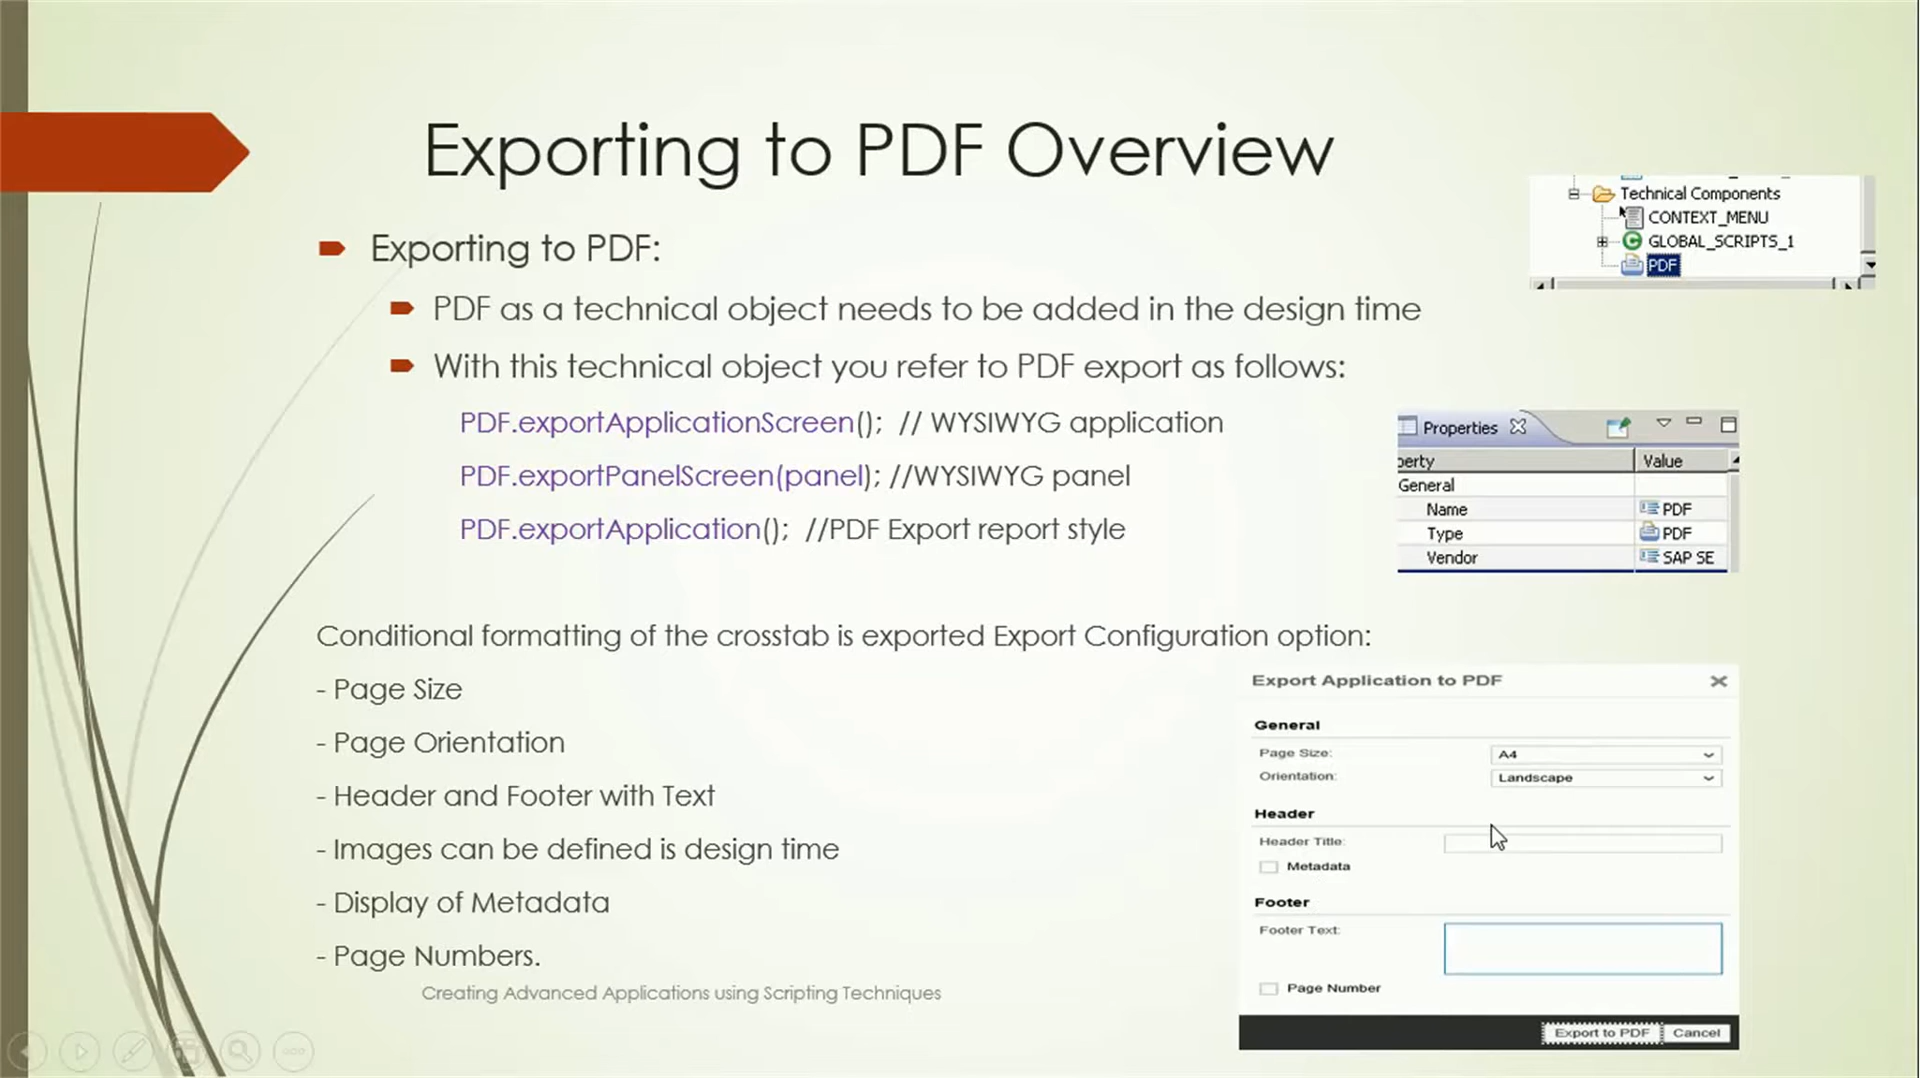 Exporting to PDF Overview
Exporting to PDF:
PDF as a technical object needs to be added in the design time
With this technical object you refer to PDF export as follows:
PDF.exportApplicationScreen(); // WYSIWYG application
PDF.exportPanelScreen(panel); //WYSIWYG panel
PDF.exportApplication(); //PDF Export report style
Conditional formatting of the crosstab is exported Export Configuration option:
- Page Size
- Page Orientation
- Header and Footer with Text
- Images can be defined is design time
- Display of Metadata
- Page Numbers.
Creating Advanced Applications using Scripting Techniques
Technical Components
CONTEXT_MENU
GLOBAL_SCRIPTS_1
PDF
Properties
perty Value
General
Name PDF
Type PDF
Vendor SAP SE
Export Application to PDF
General
Page Size: A4
Orientation: Landscape
Header
Header Title:
Metadata
Footer
Footer Text:
Page Number
Export to PDF Cancel